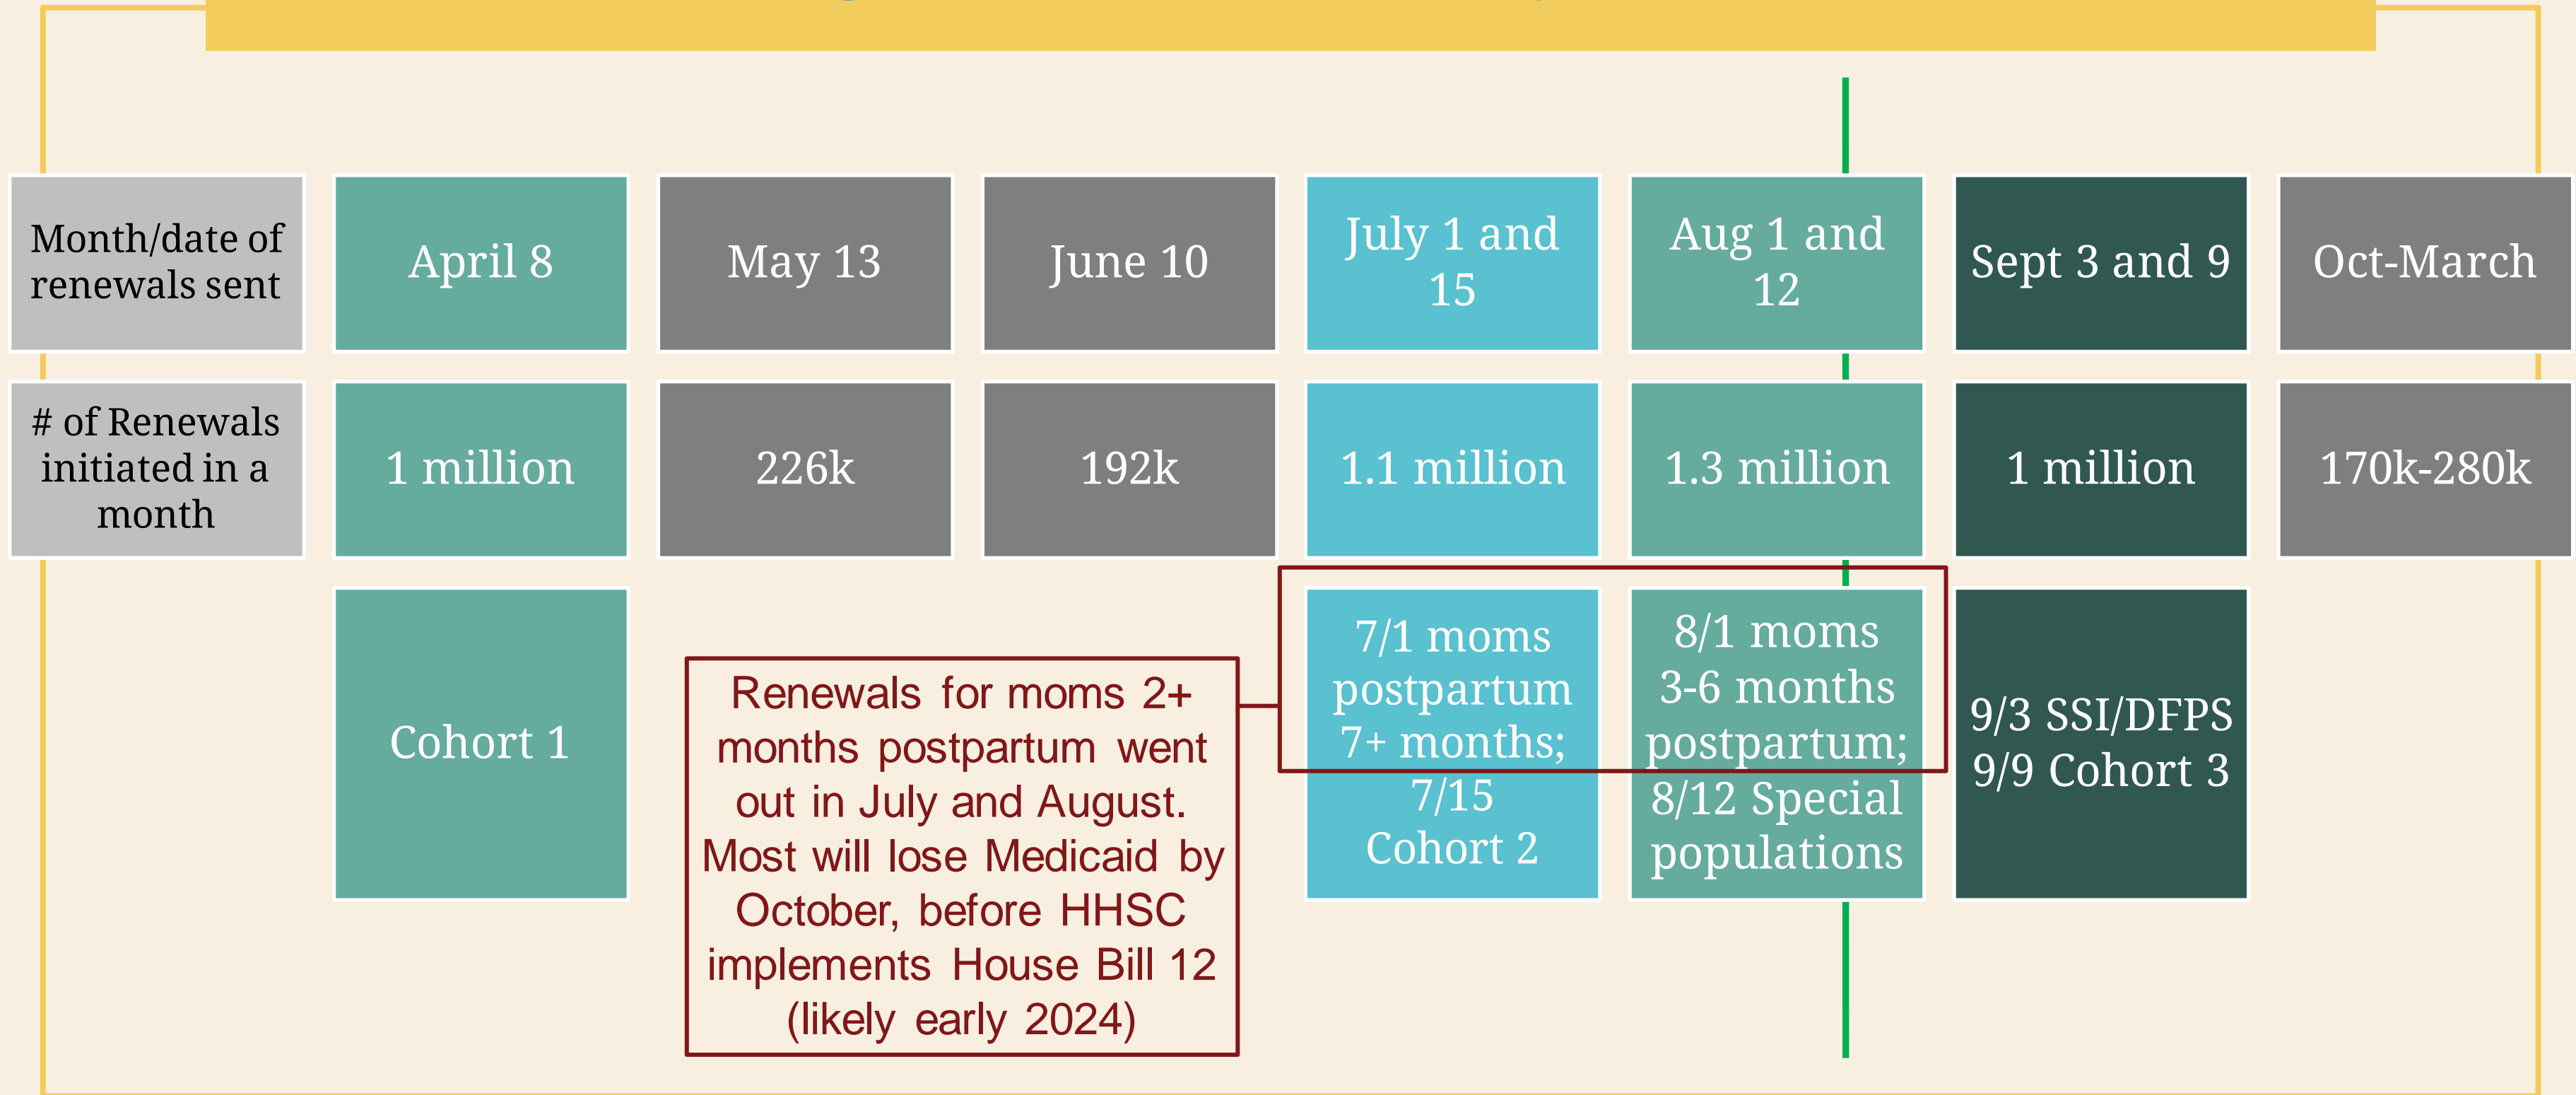 Month/date of
renewals sent
April 8
May 13
June 10
July 1 and
15
Aug 1 and
12
Sept 3 and 9
Oct-March
# of Renewals
initiated in a
month
1 million
226k
192k
1.1 million
1.3 million
1 million
170k-280k
Cohort 1
Renewals for moms 2+
months postpartum went
out in July and August.
Most will lose Medicaid by
October, before HHSC
implements House Bill 12
(likely early 2024)
7/1 moms
postpartum
7+ months;
7/15
Cohort 2
8/1 moms
3-6 months
postpartum;
8/12 Special
populations
9/3 SSI/DFPS
9/9 Cohort 3